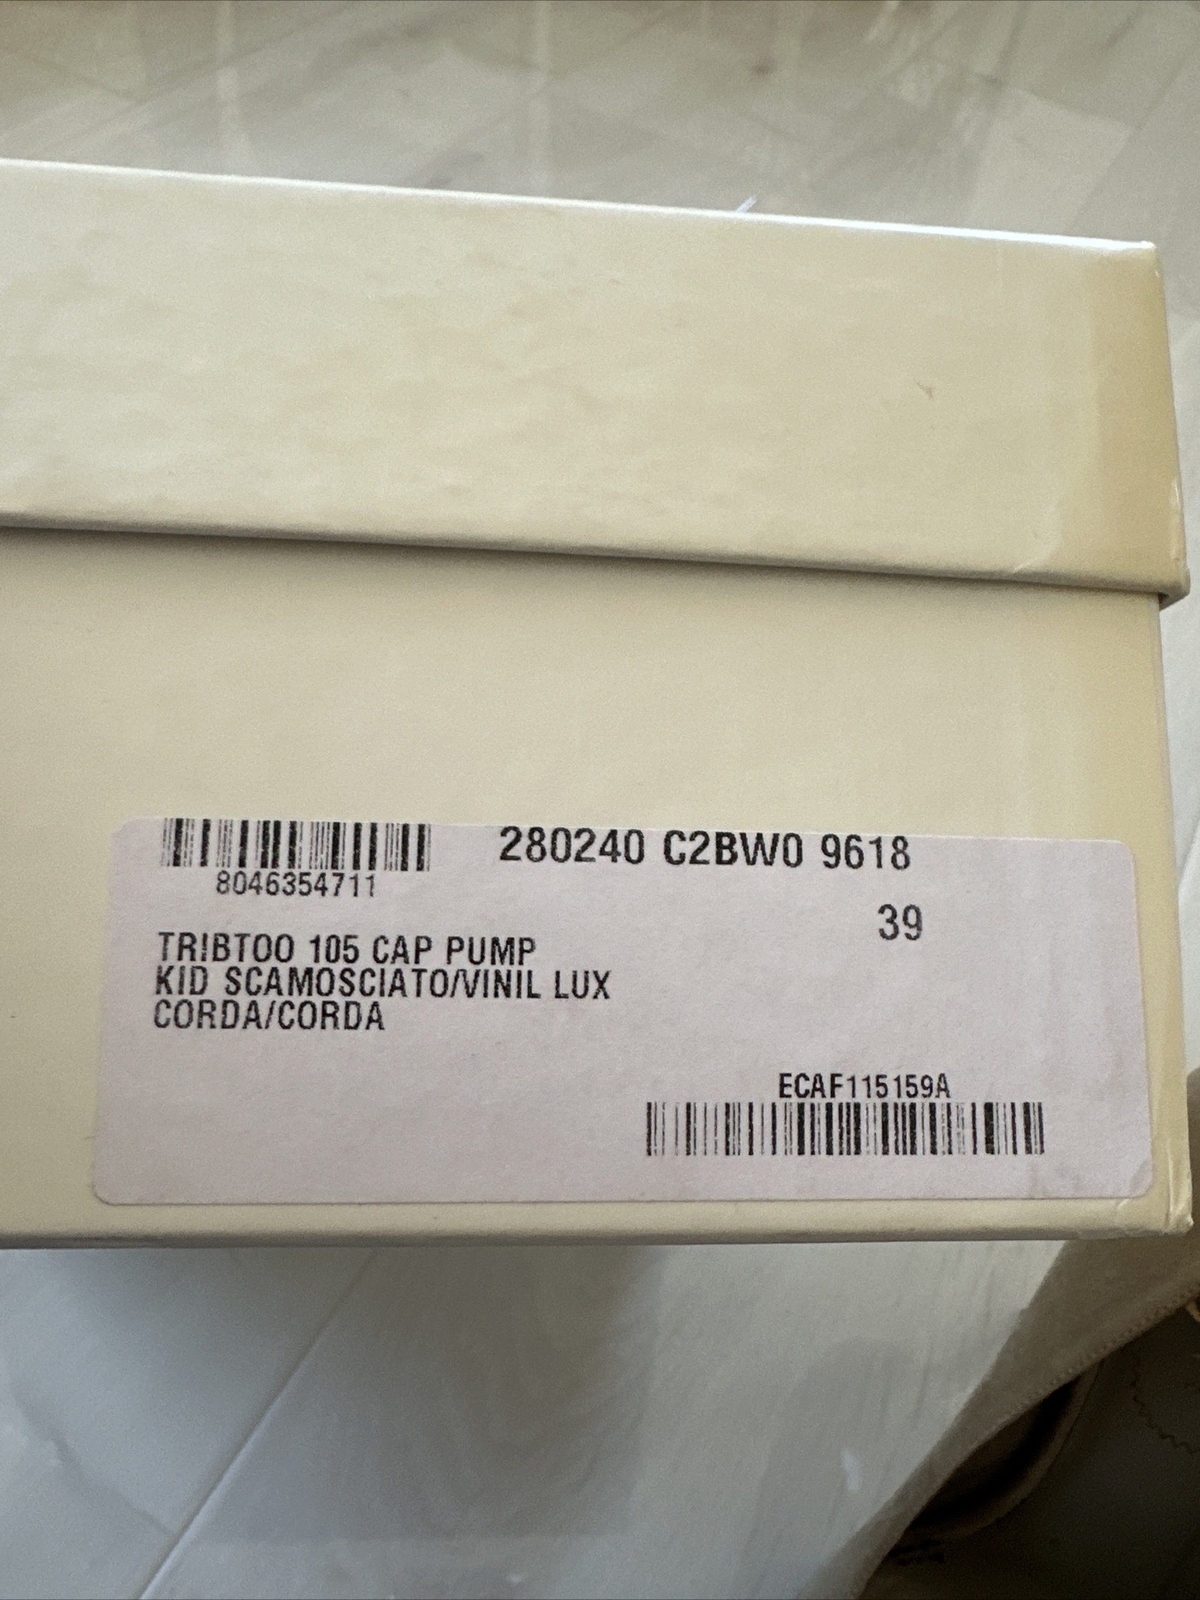 280240 C2BW0 9618
8046354711
39
TRIBTOO 105 CAP PUMP
KID SCAMOSCIATO/VINIL LUX
CORDA/CORDA
ECAF115159A